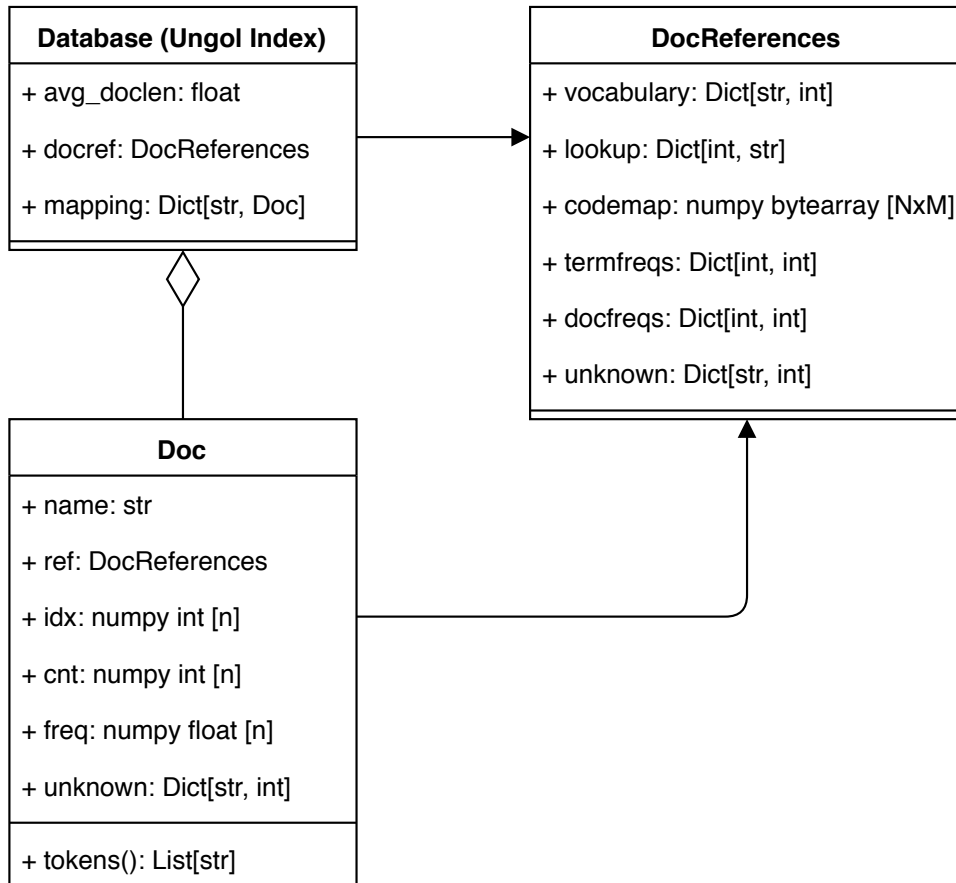 Database (Ungol Index)
+ avg_doclen: float
+ docref: DocReferences
+ mapping: Dict[str, Doc]
DocReferences
+ vocabulary: Dict[str, int]
+ lookup: Dict[int, str]
+ codemap: numpy bytearray [NxM]
+ termfreqs: Dict[int, int]
+ docfreqs: Dict[int, int]
+ unknown: Dict[str, int]
Doc
+ name: str
+ ref: DocReferences
+ idx: numpy int [n]
+ cnt: numpy int [n]
+ freq: numpy float [n]
+ unknown: Dict[str, int]
+ tokens(): List[str]